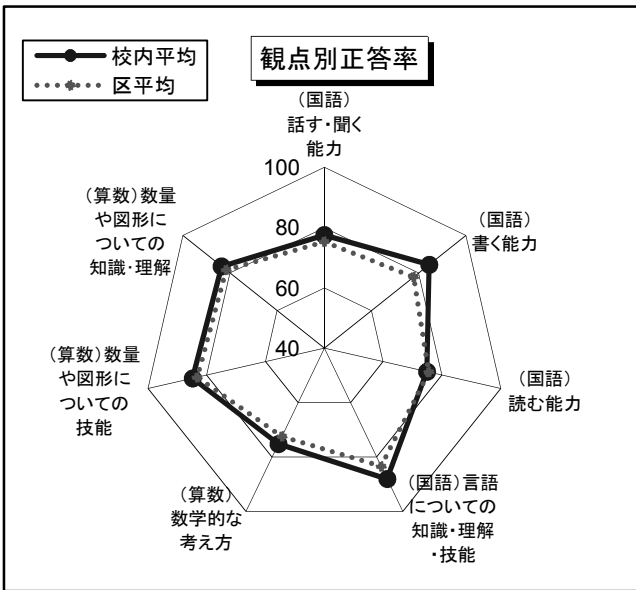 校内平均
区平均
観点別正答率
（国語）
話す・聞く
能力
100
80
60
40
（国語）
書く能力
（国語）
読む能力
（国語）言語
についての
知識・理解
・技能
（算数）
数学的な
考え方
（算数）数量
や図形に
ついての
技能
（算数）数量
や図形に
ついての
知識・理解